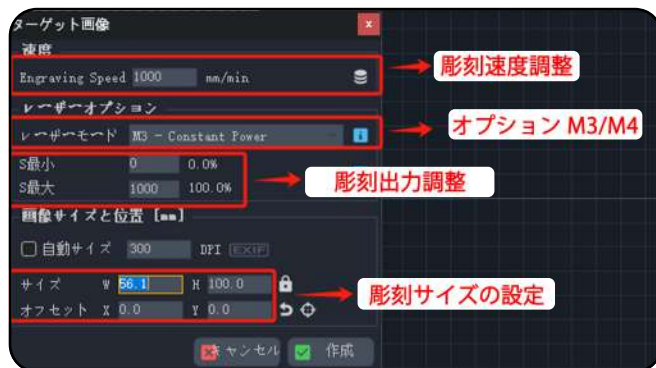 ターゲット画像
速度
Engraving Speed 1000 mm/min
彫刻速度調整
レーザーオプション
レーザーモード M3 - Constant Power
オプション M3/M4
S最小 0 0.0%
S最大 1000 100.0%
彫刻出力調整
画像サイズと位置 [mm]
自動サイズ 300 DPI EXIF
サイズ W 56.1 H 100.0
オフセット X 0.0 Y 0.0
彫刻サイズの設定
キャンセル 作成